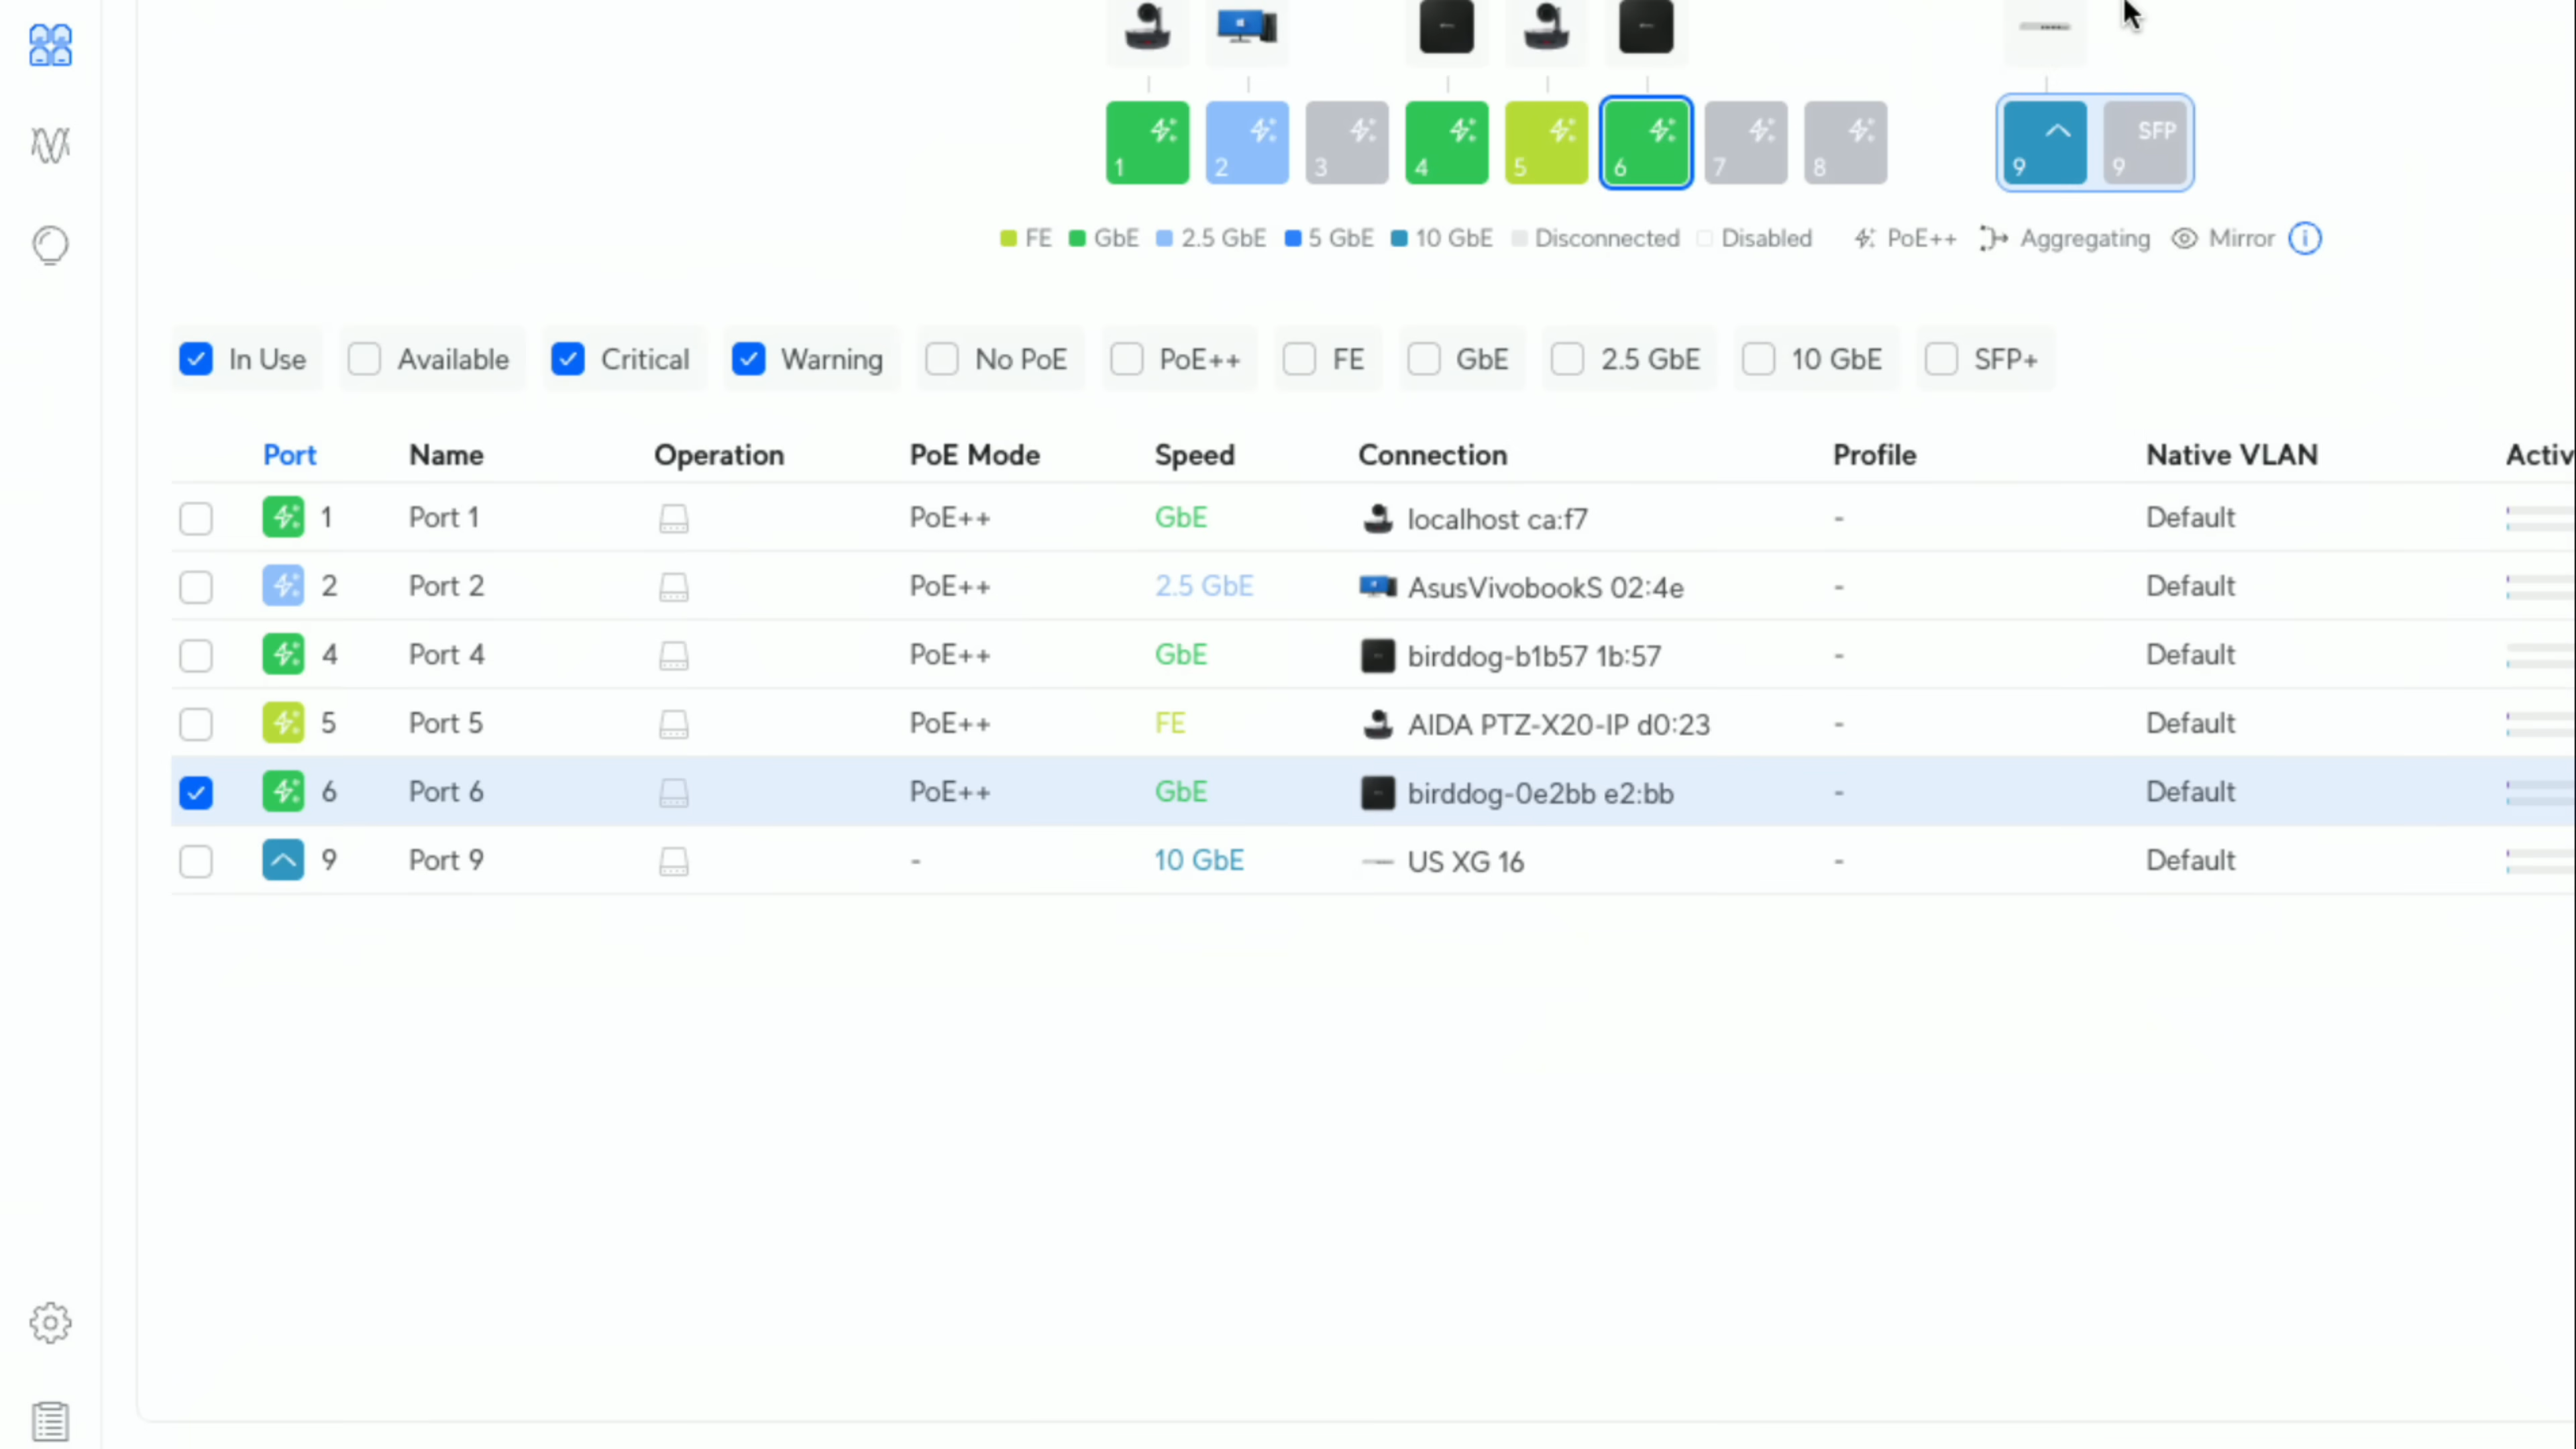 1 2 3 4 5 6 7 8 9 SFP 9
FE GbE 2.5 GbE 5 GbE 10 GbE Disconnected Disabled PoE++ Aggregating Mirror
In Use Available Critical Warning No PoE PoE++ FE GbE 2.5 GbE 10 GbE SFP+
Port Name Operation PoE Mode Speed Connection Profile Native VLAN Activ
1 Port 1 PoE++ GbE localhost ca:f7 - Default
2 Port 2 PoE++ 2.5 GbE AsusVivobookS 02:4e - Default
4 Port 4 PoE++ GbE birddog-b1b57 1b:57 - Default
5 Port 5 PoE++ FE AIDA PTZ-X20-IP d0:23 - Default
6 Port 6 PoE++ GbE birddog-0e2bb e2:bb - Default
9 Port 9 - 10 GbE US XG 16 - Default